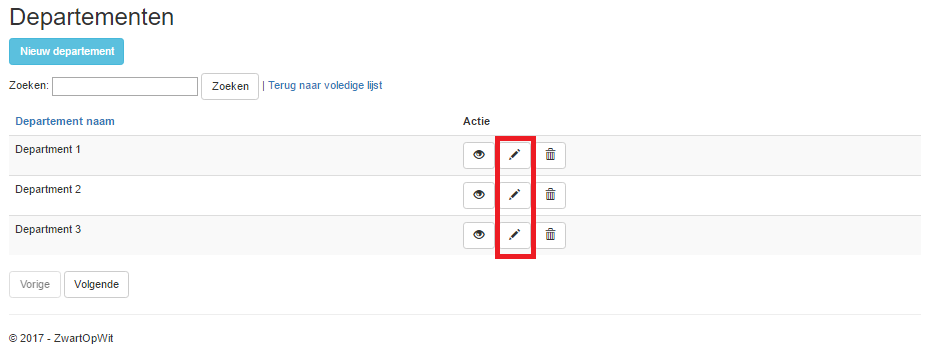 Departementen
Nieuw departement
Zoeken: Zoeken | Terug naar voledige lijst
Departement naam Actie
Department 1
Department 2
Department 3
Vorige Volgende
© 2017 - ZwartOpWit